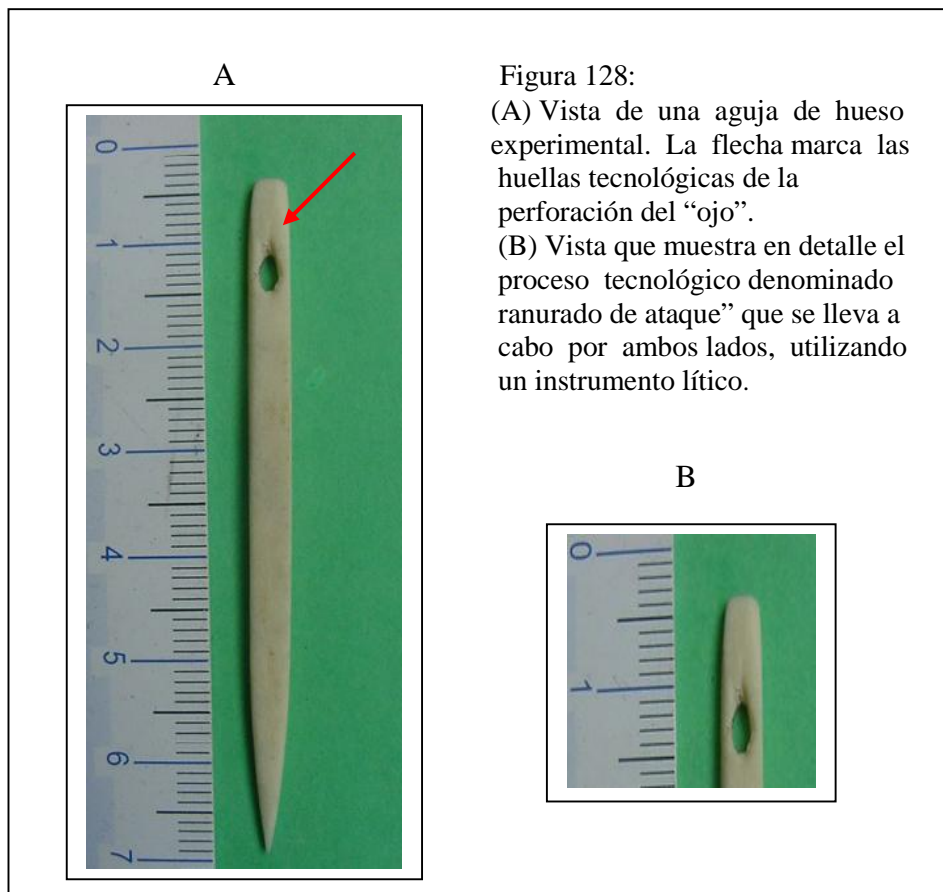 A
Figura 128:
(A) Vista de una aguja de hueso
experimental. La flecha marca las
huellas tecnológicas de la
perforación del “ojo”.
(B) Vista que muestra en detalle el
proceso tecnológico denominado
ranurado de ataque” que se lleva a
cabo por ambos lados, utilizando
un instrumento lítico.
0
1
2
3
4
5
6
7
B
0
1